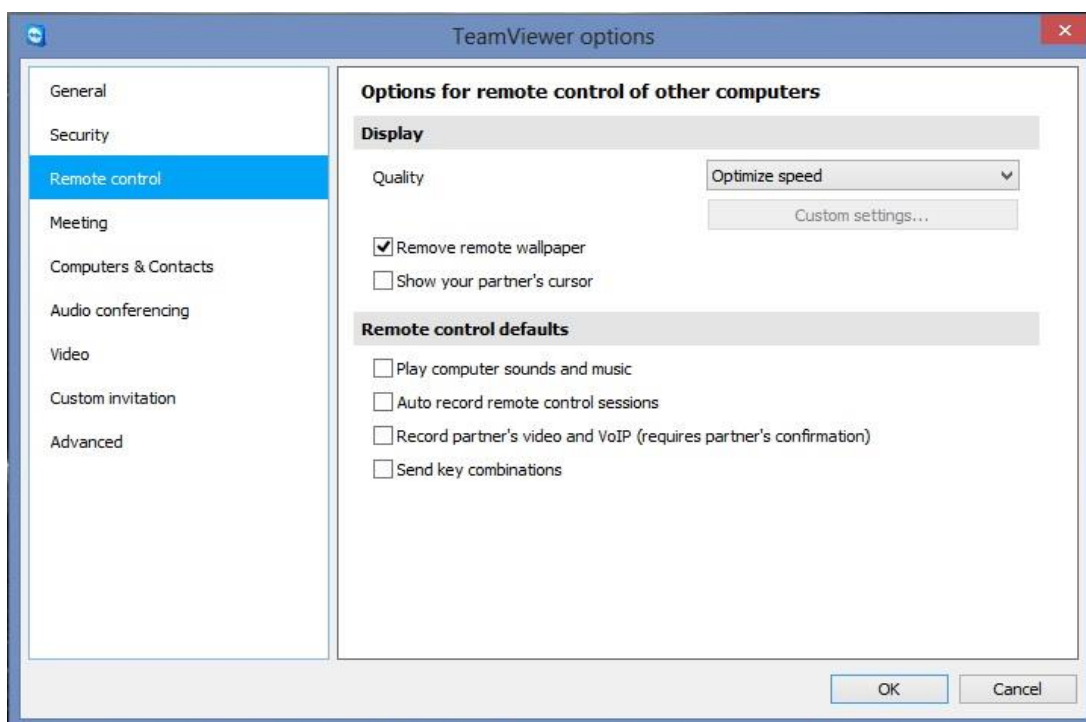 TeamViewer options
General
Security
Remote control
Meeting
Computers & Contacts
Audio conferencing
Video
Custom invitation
Advanced
Options for remote control of other computers
Display
Quality
Optimize speed
Custom settings...
Remove remote wallpaper
Show your partner's cursor
Remote control defaults
Play computer sounds and music
Auto record remote control sessions
Record partner's video and VoIP (requires partner's confirmation)
Send key combinations
OK
Cancel